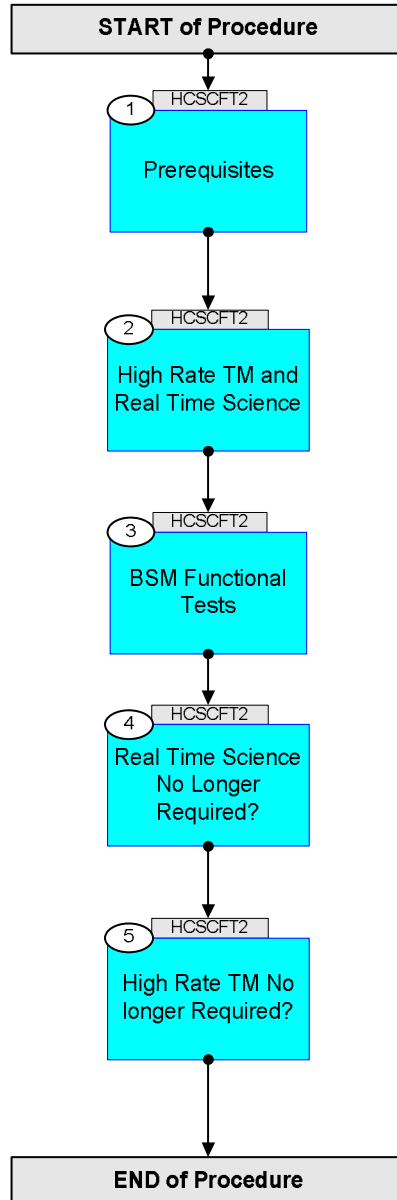 START of Procedure
HCSCFT2
1
Prerequisites
HCSCFT2
2
High Rate TM and
Real Time Science
HCSCFT2
3
BSM Functional
Tests
HCSCFT2
4
Real Time Science
No Longer
Required?
HCSCFT2
5
High Rate TM No
longer Required?
END of Procedure